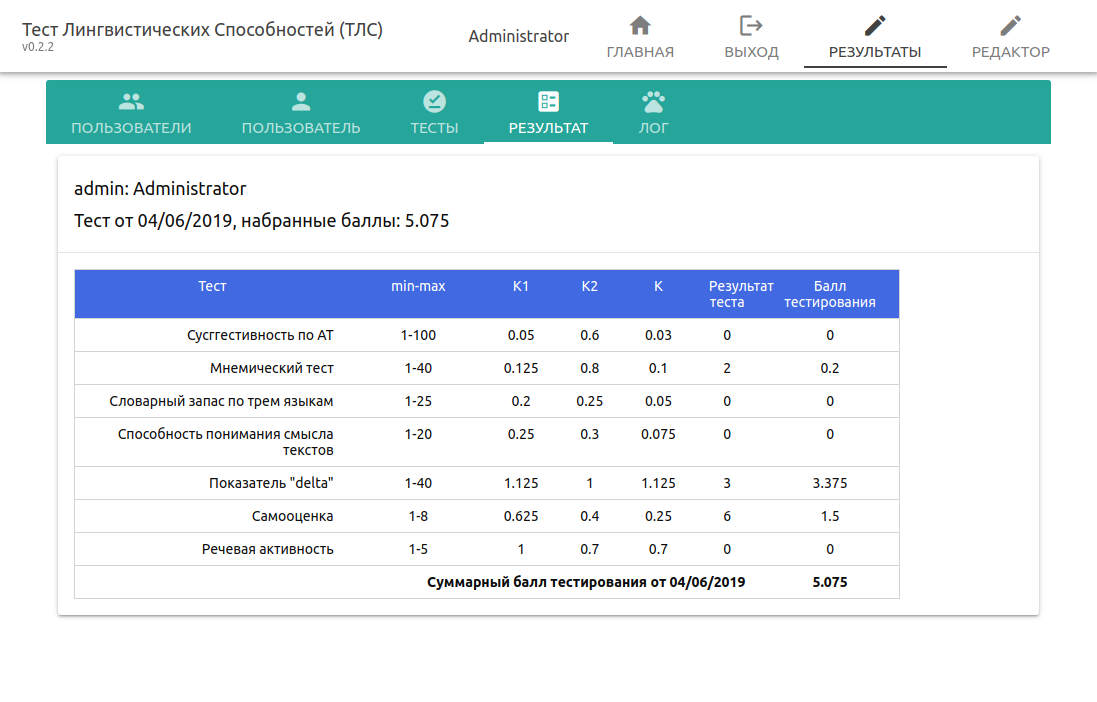 Тест Лингвистических Способностей (ТЛС)
v0.2.2
Administrator
ГЛАВНАЯ
ВЫХОД
РЕЗУЛЬТАТЫ
РЕДАКТОР
ПОЛЬЗОВАТЕЛИ
ПОЛЬЗОВАТЕЛЬ
ТЕСТЫ
РЕЗУЛЬТАТ
ЛОГ
admin: Administrator
Тест от 04/06/2019, набранные баллы: 5.075
Тест min-max K1 K2 K Результат Балл
теста тестирования
Сусггестивность по АТ 1-100 0.05 0.6 0.03 0 0
Мнемический тест 1-40 0.125 0.8 0.1 2 0.2
Словарный запас по трем языкам 1-25 0.2 0.25 0.05 0 0
Способность понимания смысла 1-20 0.25 0.3 0.075 0 0
текстов
Показатель "delta" 1-40 1.125 1 1.125 3 3.375
Самооценка 1-8 0.625 0.4 0.25 6 1.5
Речевая активность 1-5 1 0.7 0.7 0 0
Суммарный балл тестирования от 04/06/2019 5.075